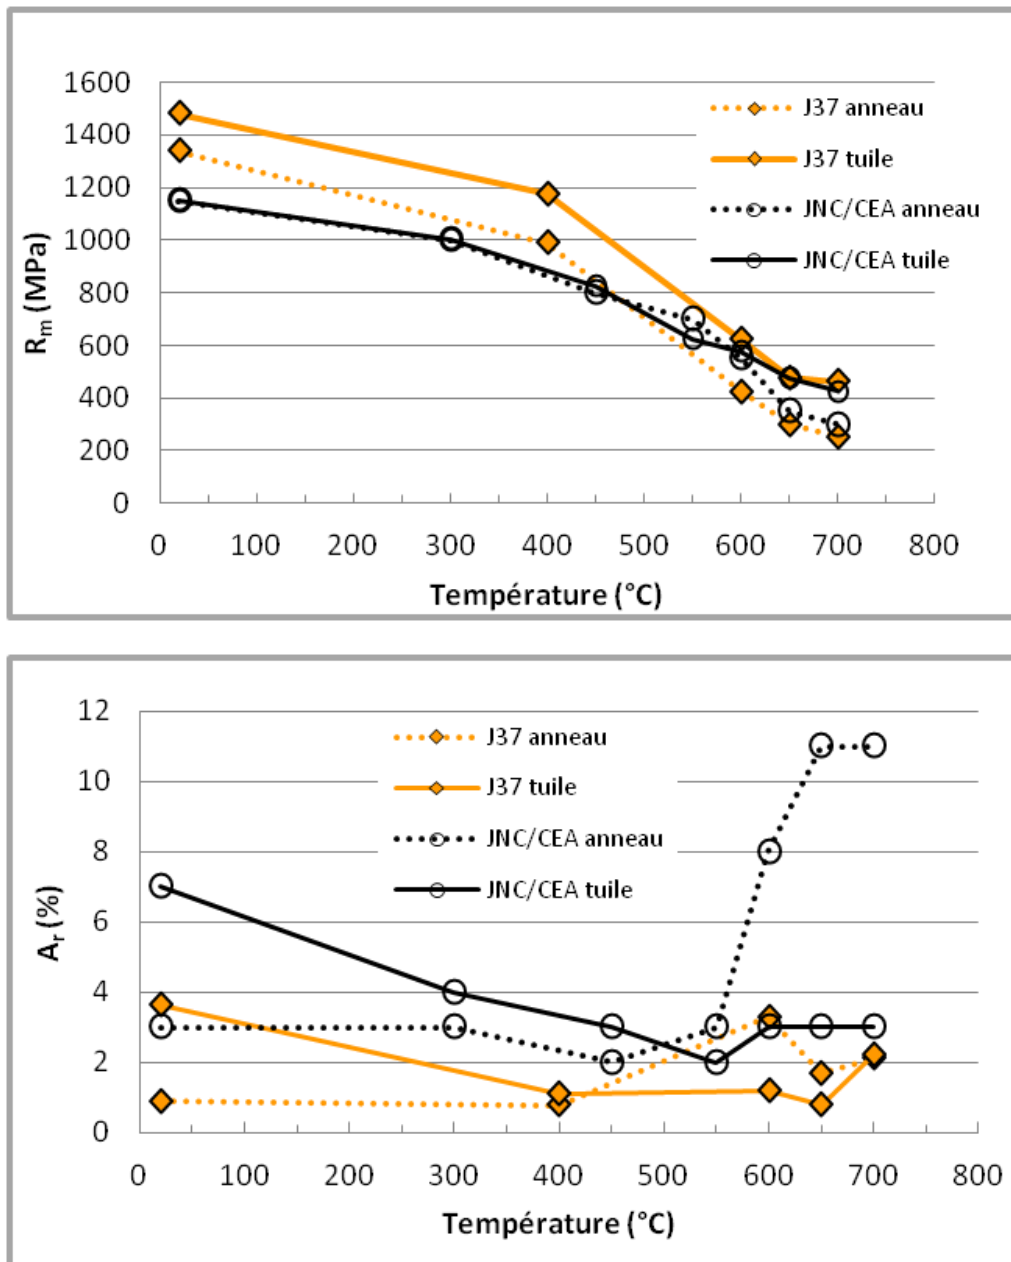 1600
1400
1200
1000
800
600
400
200
0
R_m (MPa)
J37 anneau
J37 tuile
JNC/CEA anneau
JNC/CEA tuile
0 100 200 300 400 500 600 700 800
Température (°C)
12
10
8
6
4
2
0
A_r (%)
J37 anneau
J37 tuile
JNC/CEA anneau
JNC/CEA tuile
0 100 200 300 400 500 600 700 800
Température (°C)